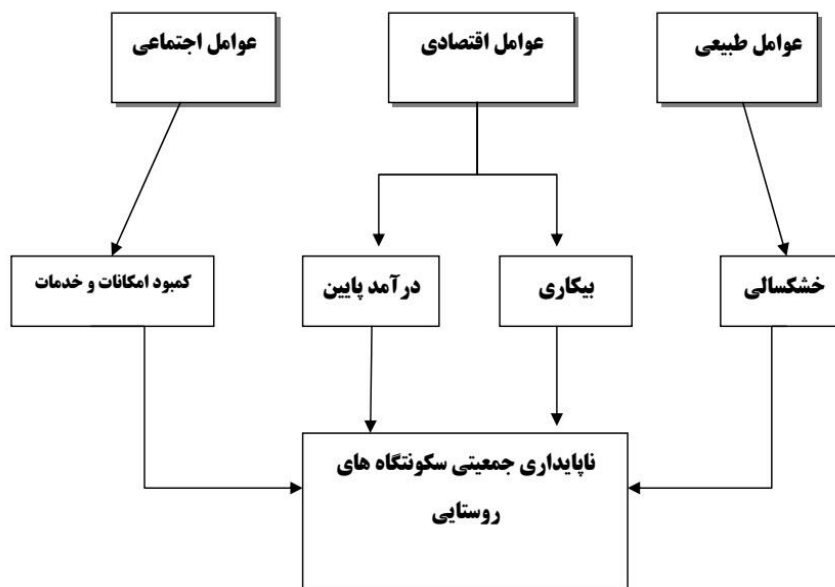 عوامل طبیعی
عوامل اقتصادی
عوامل اجتماعی
خشکسالی
بیکاری
درآمد پایین
کمبود امکانات و خدمات
ناپایداری جمعیتی سکونتگاه های
روستایی